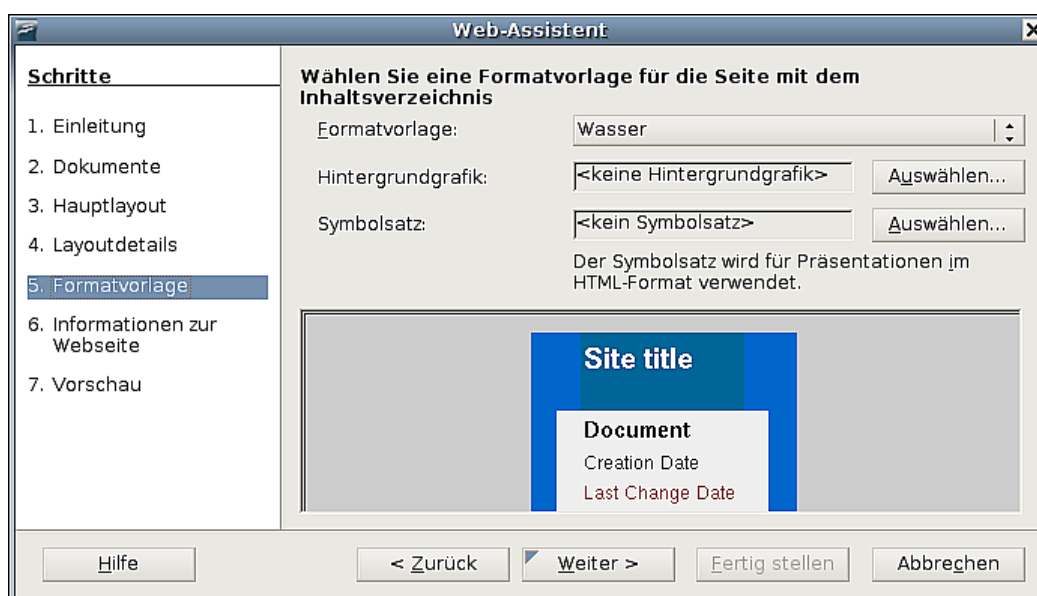 Web-Assistent
Schritte
1. Einleitung
2. Dokumente
3. Hauptlayout
4. Layoutdetails
5. Formatvorlage
6. Informationen zur
Webseite
7. Vorschau
Wählen Sie eine Formatvorlage für die Seite mit dem
Inhaltsverzeichnis
Formatvorlage: Wasser
Hintergrundgrafik: <keine Hintergrundgrafik> Auswählen...
Symbolsatz: <kein Symbolsatz> Auswählen...
Der Symbolsatz wird für Präsentationen im
HTML-Format verwendet.
Site title
Document
Creation Date
Last Change Date
Hilfe < Zurück Weiter > Fertig stellen Abbrechen